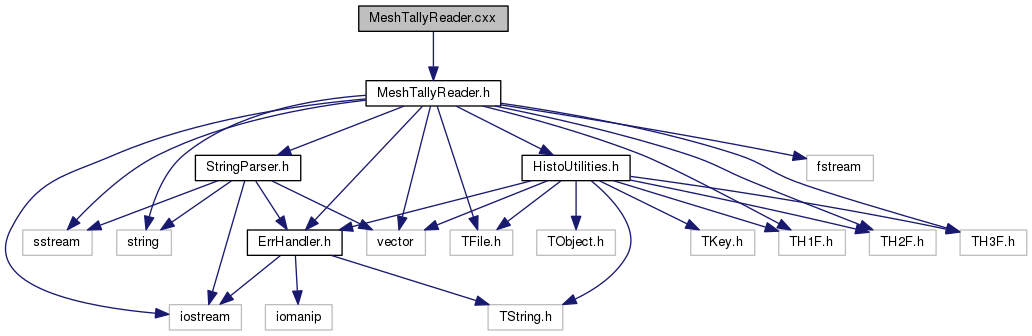 MeshTallyReader.cxx
MeshTallyReader.h
StringParser.h
HistoUtilities.h
fstream
sstream
string
ErrHandler.h
vector
TFile.h
TObject.h
TKey.h
TH1F.h
TH2F.h
TH3F.h
iostream
iomanip
TString.h